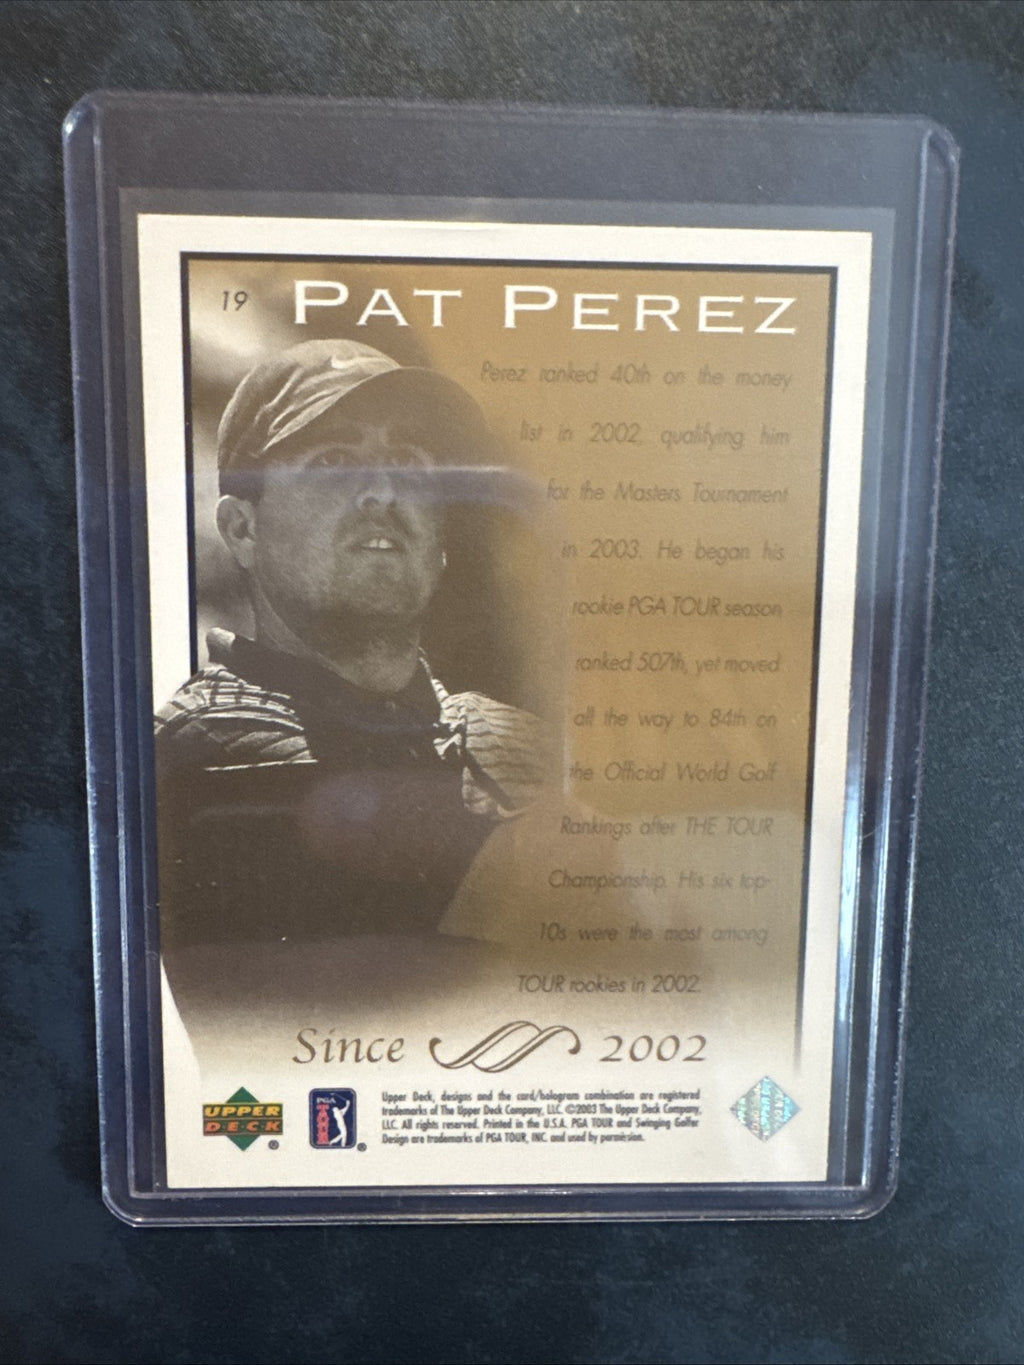 19
PAT PEREZ
Perez ranked 40th on the money
list in 2002, qualifying him
for the Masters Tournament
in 2003. He began his
rookie PGA TOUR season
ranked 507th, yet moved
all the way to 84th on
the Official World Golf
Rankings after THE TOUR
Championship. His six top-
10s were the most among
TOUR rookies in 2002.
Since 2002
UPPER
DECK
®
PGA
TOUR
®
Upper Deck, designs and the card/hologram combination are registered
trademarks of The Upper Deck Company, LLC. ©2003 The Upper Deck Company,
LLC. All rights reserved. Printed in the U.S.A. PGA TOUR and Swinging Golfer
Design are trademarks of PGA TOUR, INC. and used by permission.